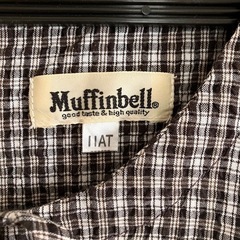 Muffinbell®
good taste & high quality
11AT